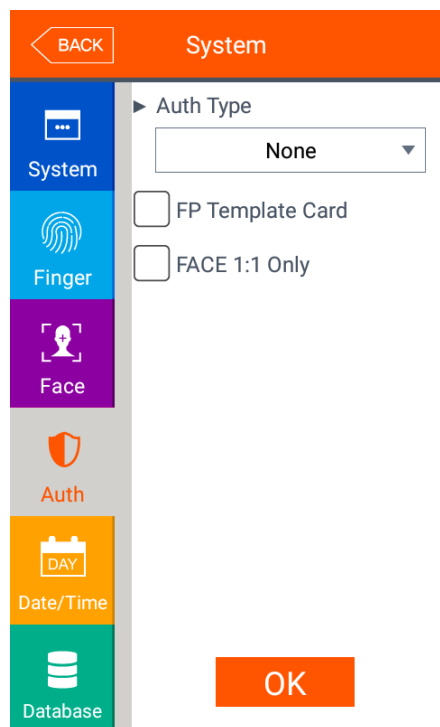 BACK
System
System
Finger
Face
Auth
DAY
Date/Time
Database
► Auth Type
None
FP Template Card
FACE 1:1 Only
OK